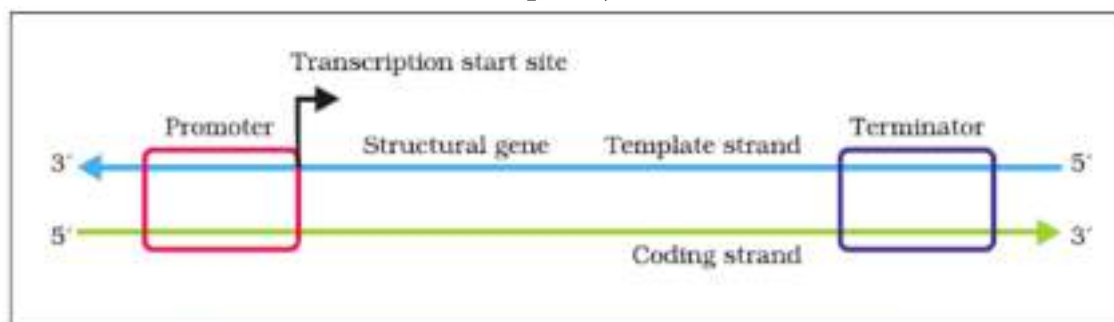 Transcription start site
Promoter
Structural gene
Template strand
Terminator
3´
5´
5´
3´
Coding strand